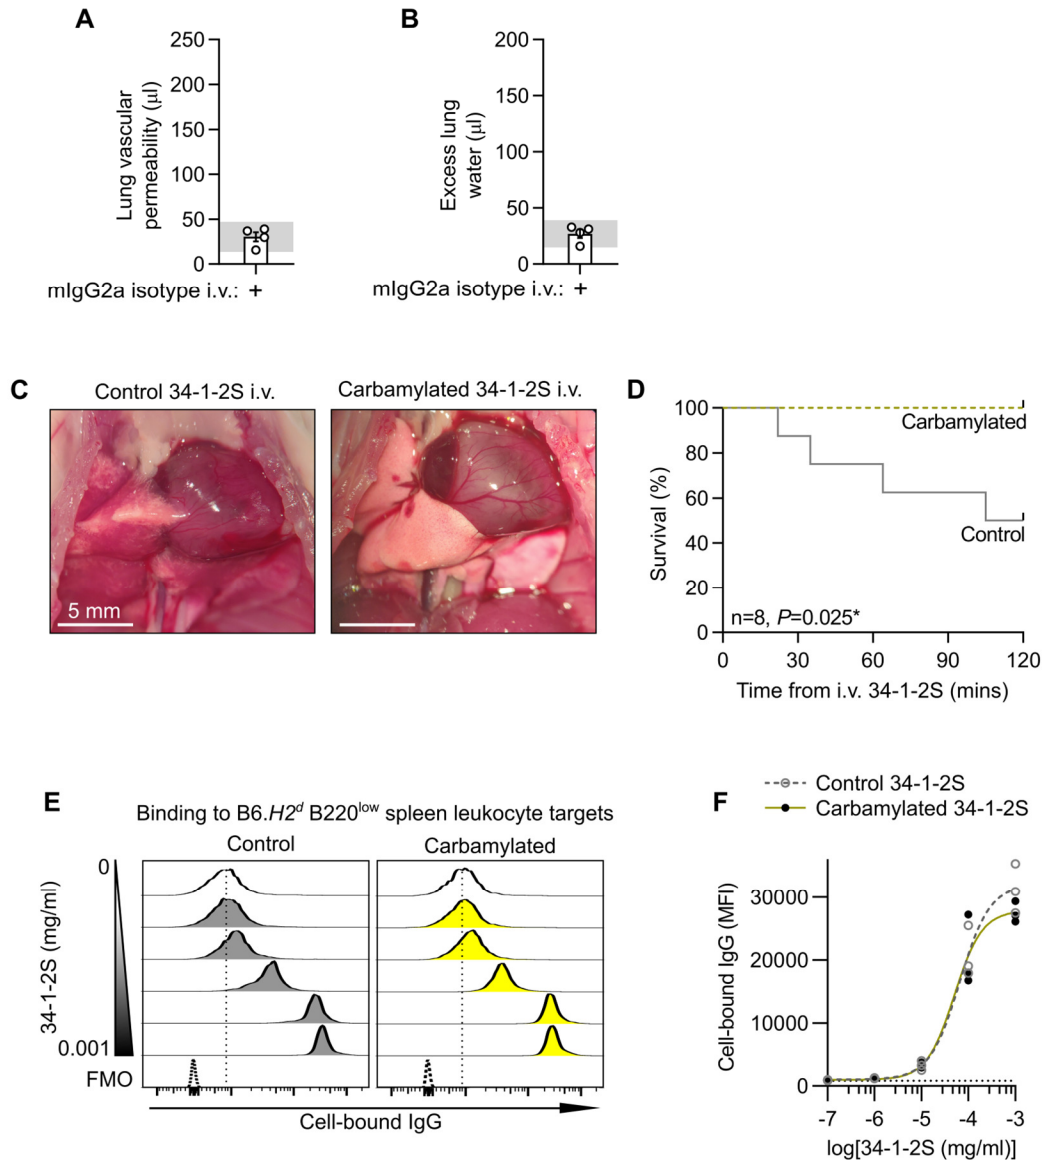 A
250
200
150
100
50
0
Lung vascular
permeability (µl)
mIgG2a isotype i.v.: +
B
200
150
100
50
0
Excess lung
water (µl)
mIgG2a isotype i.v.: +
C
Control 34-1-2S i.v.
Carbamylated 34-1-2S i.v.
5 mm
D
100
80
60
40
20
0
Survival (%)
Carbamylated
Control
n=8, P=0.025*
0 30 60 90 120
Time from i.v. 34-1-2S (mins)
E
Binding to B6.H2ᵈ B220ˡᵒʷ spleen leukocyte targets
Control
Carbamylated
0
34-1-2S (mg/ml)
0.001
FMO
Cell-bound IgG
F
Control 34-1-2S
Carbamylated 34-1-2S
30000
20000
10000
0
Cell-bound IgG (MFI)
-7 -6 -5 -4 -3
log[34-1-2S (mg/ml)]